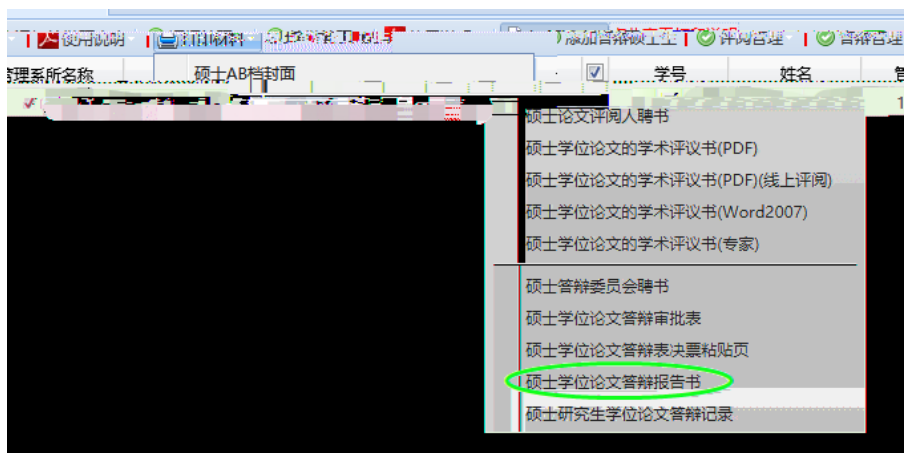 使用说明 打印材料 添加答辩硕士生 评阅管理 答辩管理
管理系所名称 学号 姓名
硕士AB档封面
硕士论文评阅人聘书
硕士学位论文的学术评议书(PDF)
硕士学位论文的学术评议书(PDF)(线上评阅)
硕士学位论文的学术评议书(Word2007)
硕士学位论文的学术评议书(专家)
硕士答辩委员会聘书
硕士学位论文答辩审批表
硕士学位论文答辩表决票粘贴页
硕士学位论文答辩报告书
硕士研究生学位论文答辩记录